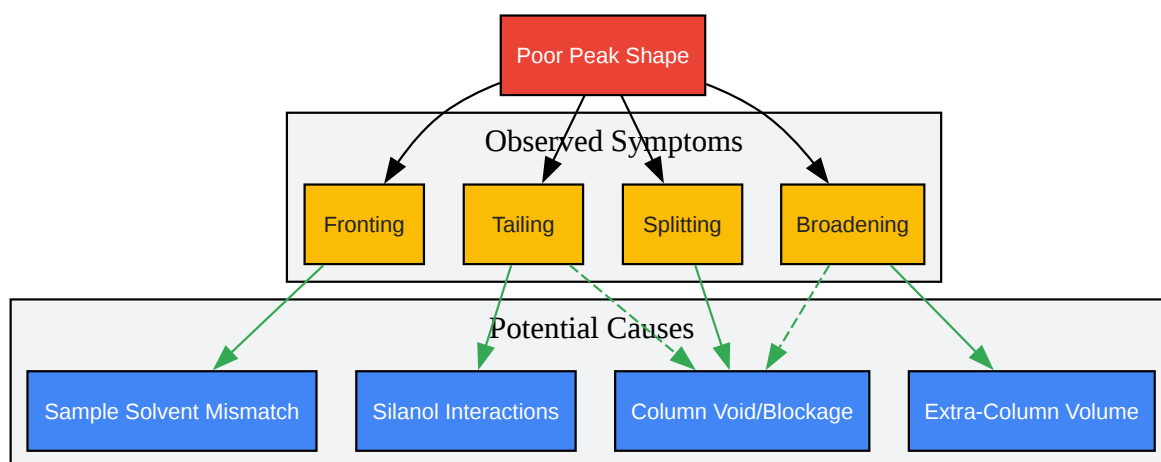 Poor Peak Shape
Observed Symptoms
Fronting
Tailing
Splitting
Broadening
Potential Causes
Sample Solvent Mismatch
Silanol Interactions
Column Void/Blockage
Extra-Column Volume